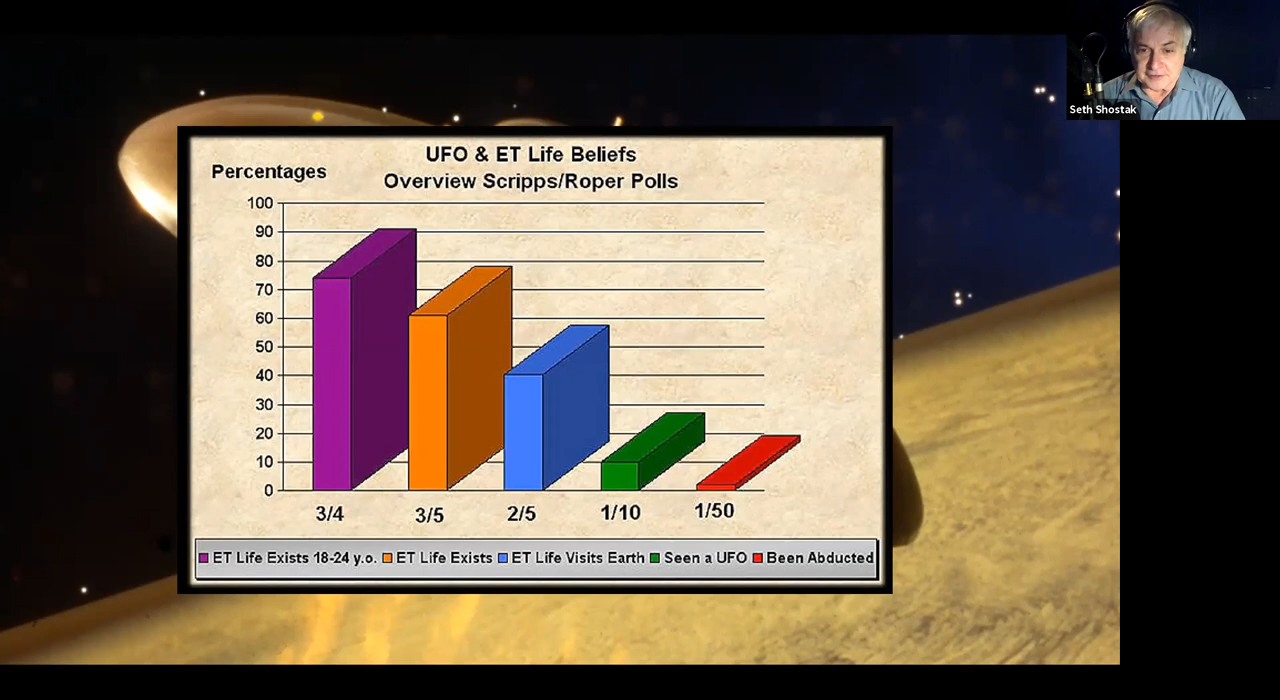 Seth Shostak
UFO & ET Life Beliefs
Percentages
Overview Scripps/Roper Polls
100
90
80
70
60
50
40
30
20
10
0
3/4 3/5 2/5 1/10 1/50
ET Life Exists 18-24 y.o. ET Life Exists ET Life Visits Earth Seen a UFO Been Abducted